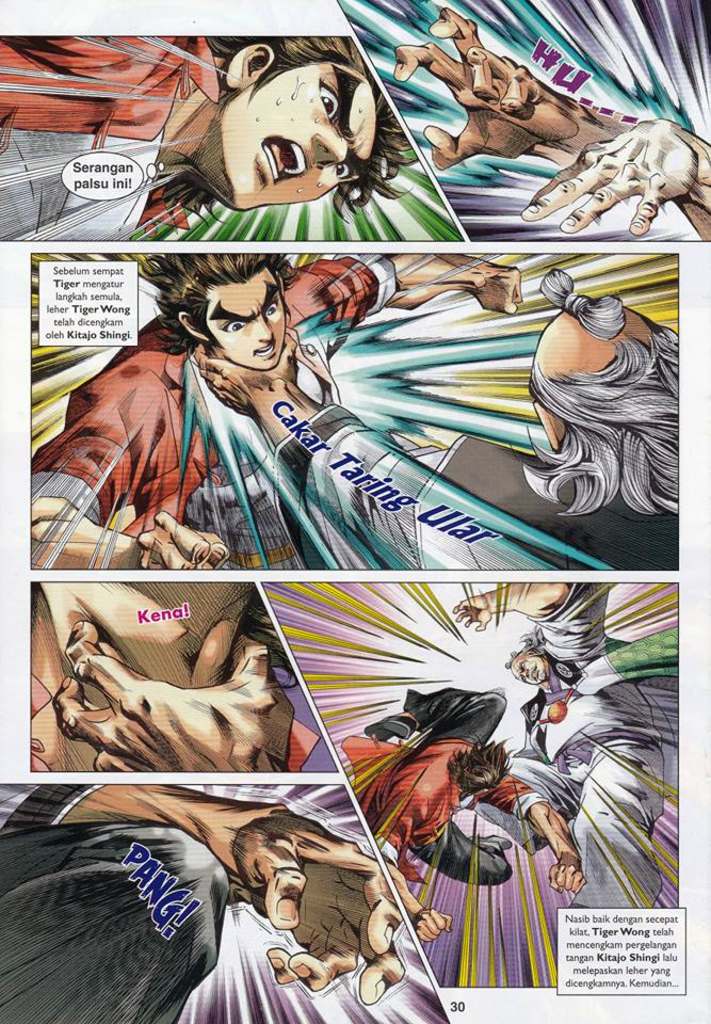 Serangan
palsu ini!
HU....
Sebelum sempat
Tiger mengatur
langkah semula,
leher Tiger Wong
telah dicengkam
oleh Kitajo Shingi.
Cakar Taring Ular
Kena!
PANG!
Nasib baik dengan secepat
kilat, Tiger Wong telah
mencengkam pergelangan
tangan Kitajo Shingi lalu
melepaskan leher yang
dicengkamnya. Kemudian...
30